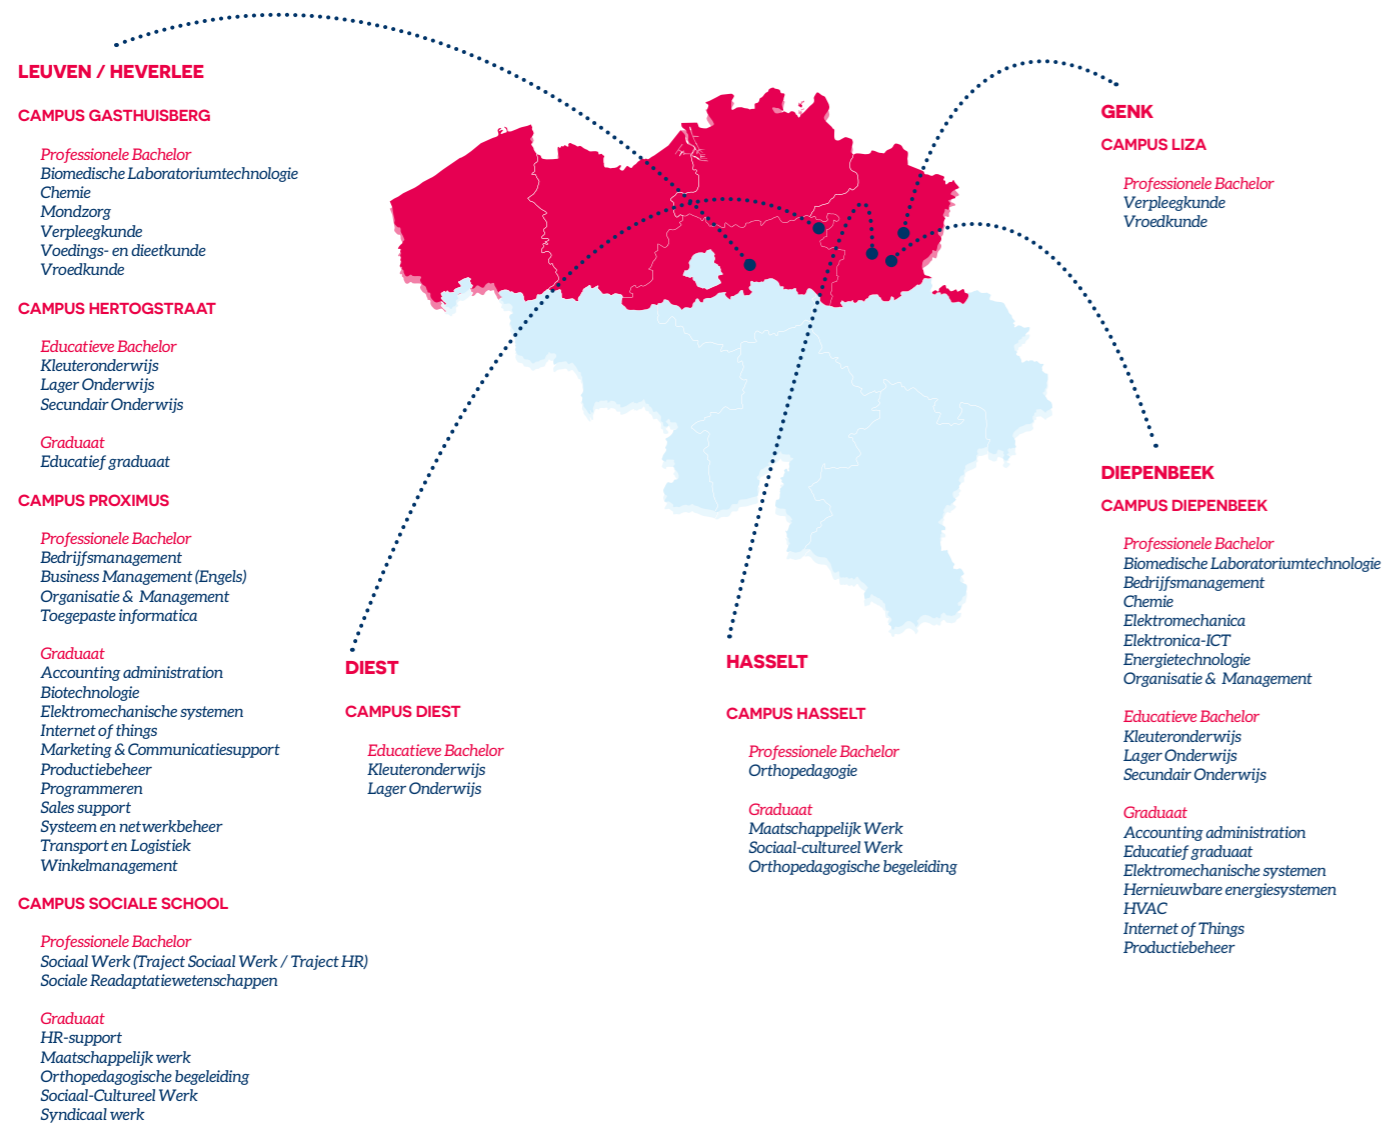 LEUVEN / HEVERLEE
CAMPUS GASTHUISBERG
Professionele Bachelor
Biomedische Laboratoriumtechnologie
Chemie
Mondzorg
Verpleegkunde
Voedings- en dieetkunde
Vroedkunde
CAMPUS HERTOGSTRAAT
Educatieve Bachelor
Kleuteronderwijs
Lager Onderwijs
Secundair Onderwijs
Graduaat
Educatief graduaat
CAMPUS PROXIMUS
Professionele Bachelor
Bedrijfsmanagement
Business Management (Engels)
Organisatie & Management
Toegepaste informatica
Graduaat
Accounting administration
Biotechnologie
Elektromechanische systemen
Internet of things
Marketing & Communicatiesupport
Productiebeheer
Programmeren
Sales support
Systeem en netwerkbeheer
Transport en Logistiek
Winkelmanagement
CAMPUS SOCIALE SCHOOL
Professionele Bachelor
Sociaal Werk (Traject Sociaal Werk / Traject HR)
Sociale Readaptatiewetenschappen
Graduaat
HR-support
Maatschappelijk werk
Orthopedagogische begeleiding
Sociaal-Cultureel Werk
Syndicaal werk
DIEST
CAMPUS DIEST
Educatieve Bachelor
Kleuteronderwijs
Lager Onderwijs
HASSELT
CAMPUS HASSELT
Professionele Bachelor
Orthopedagogie
Graduaat
Maatschappelijk Werk
Sociaal-cultureel Werk
Orthopedagogische begeleiding
GENK
CAMPUS LIZA
Professionele Bachelor
Verpleegkunde
Vroedkunde
DIEPENBEEK
CAMPUS DIEPENBEEK
Professionele Bachelor
Biomedische Laboratoriumtechnologie
Bedrijfsmanagement
Chemie
Elektromechanica
Elektronica-ICT
Energietechnologie
Organisatie & Management
Educatieve Bachelor
Kleuteronderwijs
Lager Onderwijs
Secundair Onderwijs
Graduaat
Accounting administration
Educatief graduaat
Elektromechanische systemen
Hernieuwbare energiesystemen
HVAC
Internet of Things
Productiebeheer